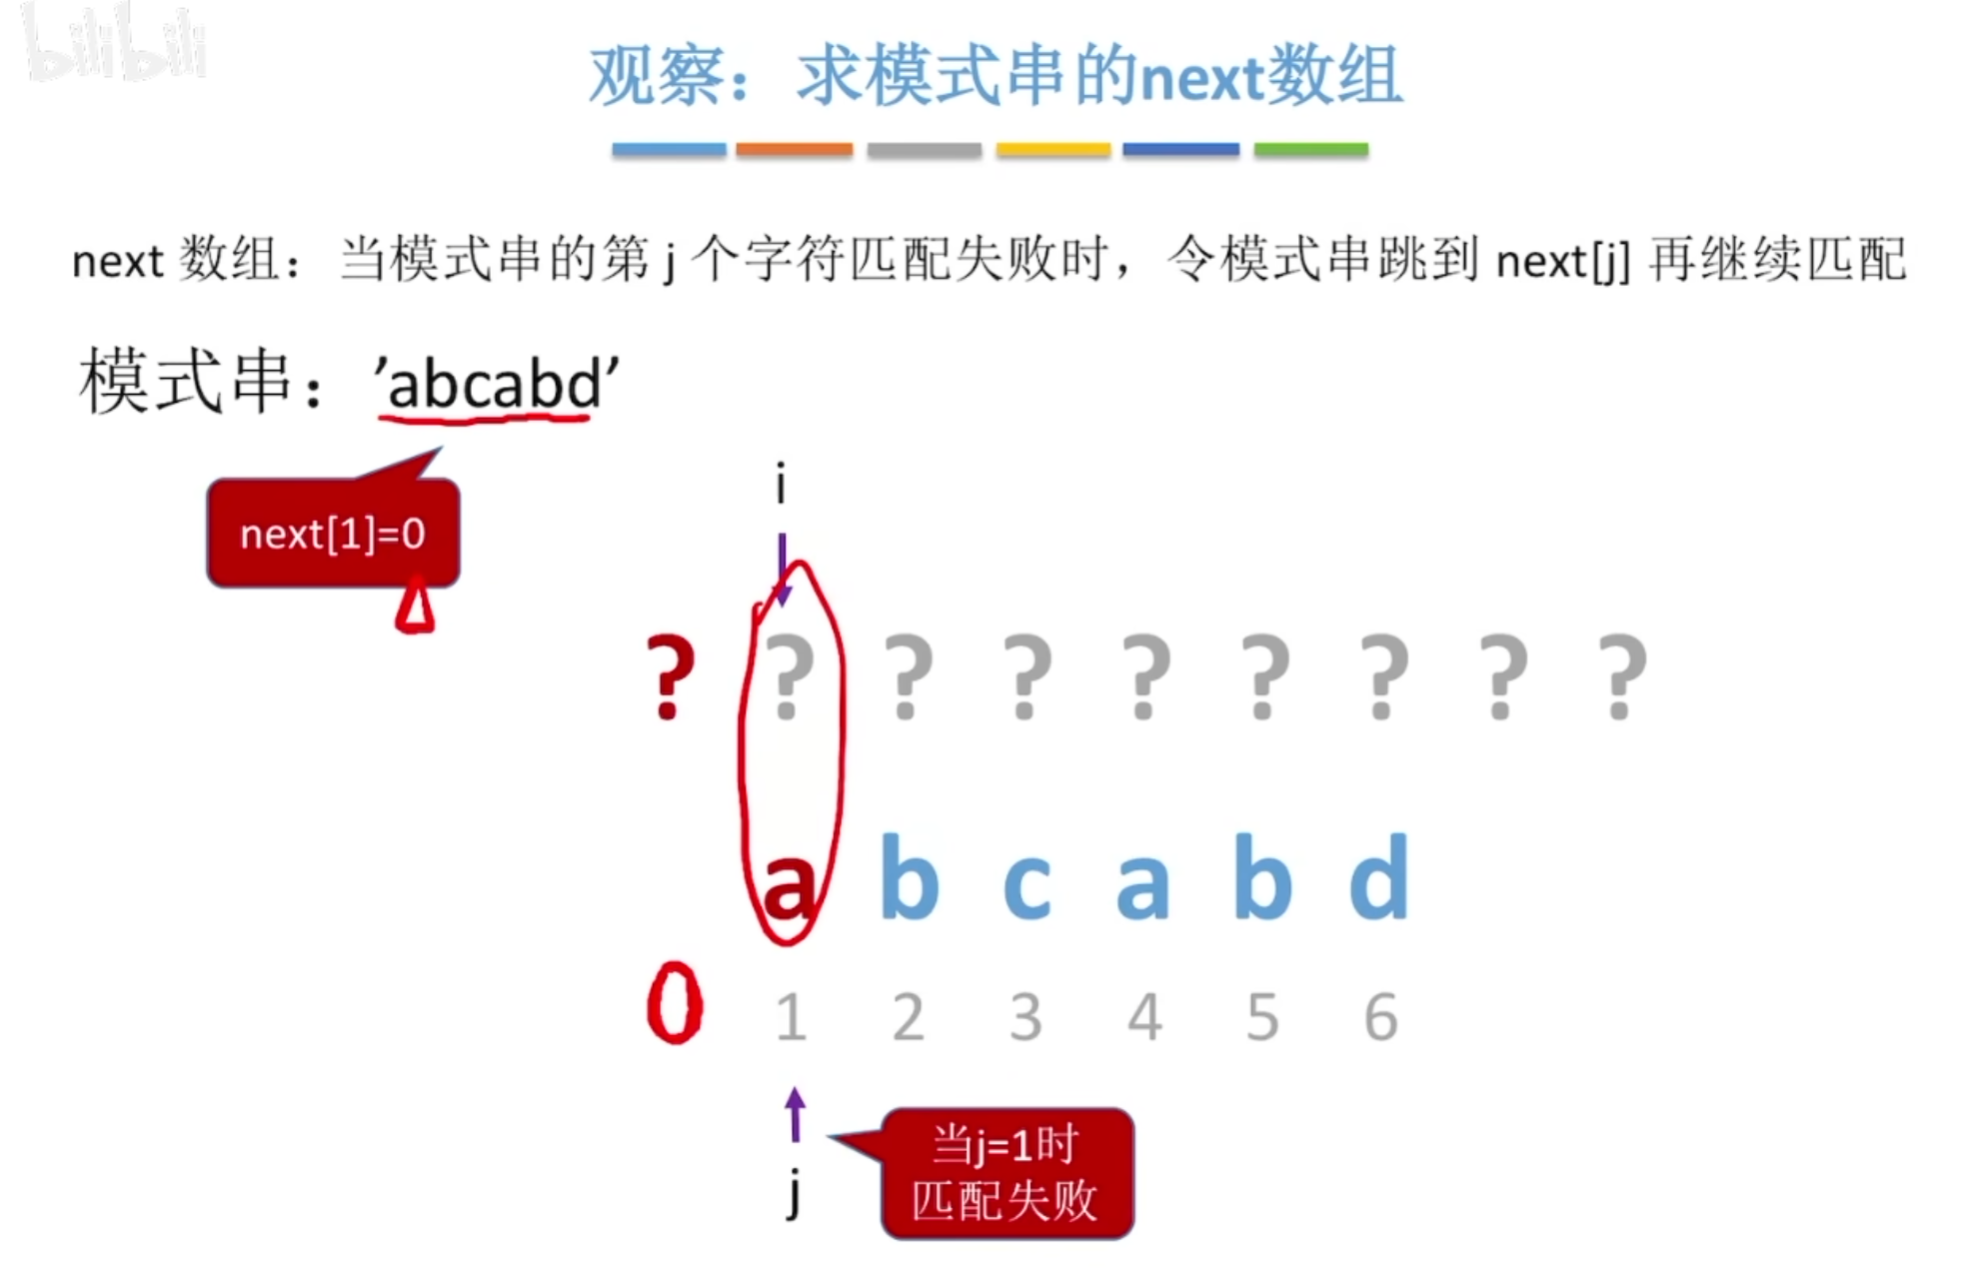 bilibili
观察：求模式串的next数组
next 数组：当模式串的第 j 个字符匹配失败时，令模式串跳到 next[j] 再继续匹配
模式串：’abcabd’
next[1]=0
i
? ? ? ? ? ? ? ? ?
a b c a b d
0 1 2 3 4 5 6
j
当j=1时
匹配失败